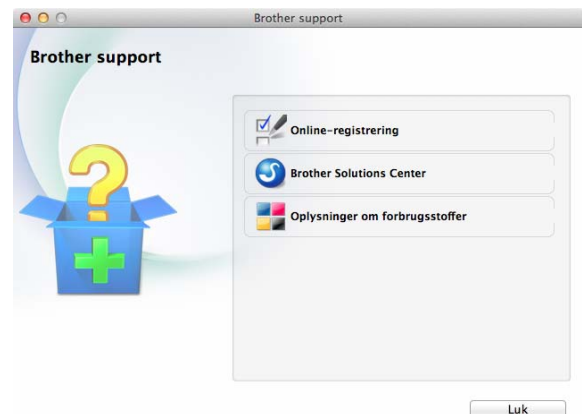 Brother support
Brother support
Online-registrering
Brother Solutions Center
Oplysninger om forbrugsstoffer
Luk